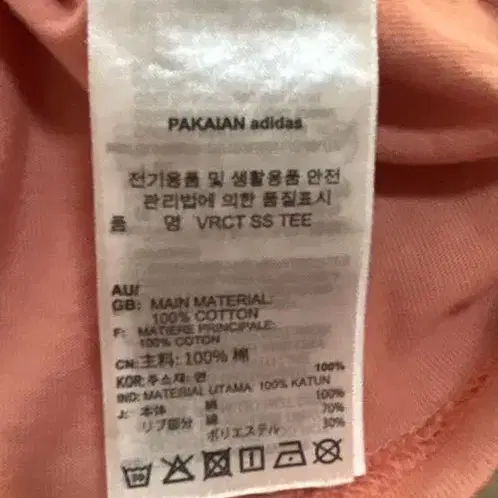 PAKAIAN adidas
전기용품 및 생활용품 안전
관리법에 의한 품질표시
품 명 VRCT SS TEE
AU/
GB: MAIN MATERIAL:
100% COTTON
F: MATIERE PRINCIPALE:
100% COTON
CN: 主料: 100% 棉
KOR: 주소재: 면 100%
IND: MATERIAL UTAMA: 100% KATUN
J: 本体 綿 100%
リブ部分 綿 70%
ポリエステル 30%
30